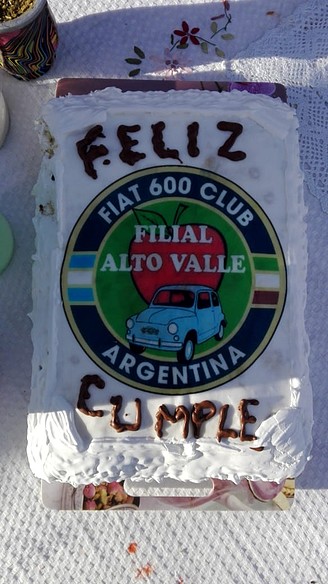 FELIZ
FIAT 600 CLUB
FILIAL
ALTO VALLE
ARGENTINA
CUMPLE